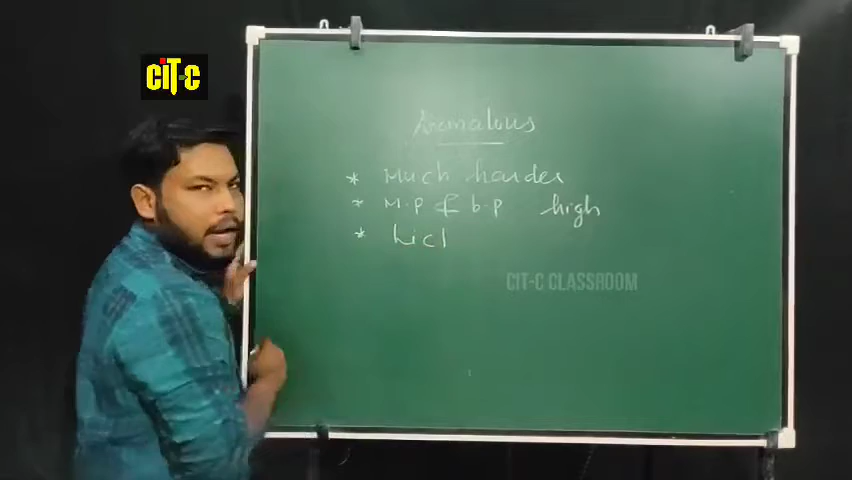 CiT-C
Anomalous
* Much harder
* M.p & b.p high
* Licl
CIT-C CLASSROOM